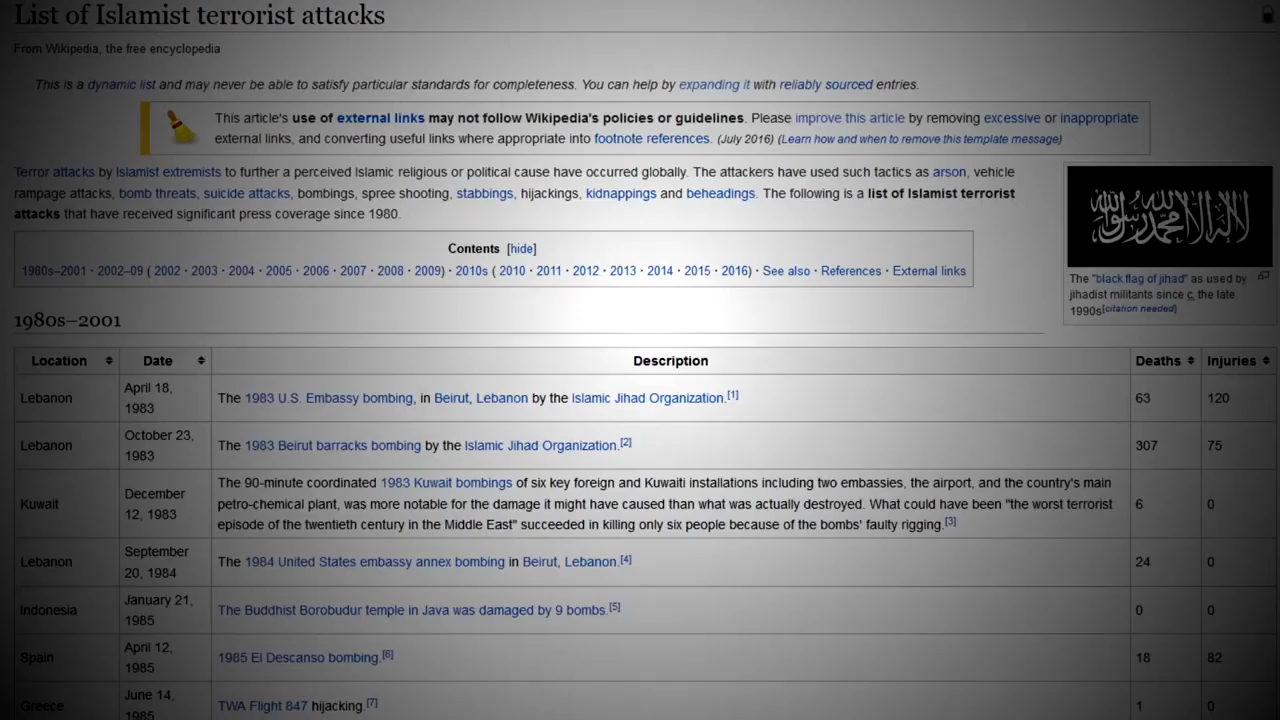 List of Islamist terrorist attacks
From Wikipedia, the free encyclopedia
This is a dynamic list and may never be able to satisfy particular standards for completeness. You can help by expanding it with reliably sourced entries.
This article's use of external links may not follow Wikipedia's policies or guidelines. Please improve this article by removing excessive or inappropriate
external links, and converting useful links where appropriate into footnote references. (July 2016) (Learn how and when to remove this template message)
Terror attacks by Islamist extremists to further a perceived Islamic religious or political cause have occurred globally. The attackers have used such tactics as arson, vehicle
rampage attacks, bomb threats, suicide attacks, bombings, spree shooting, stabbings, hijackings, kidnappings and beheadings. The following is a list of Islamist terrorist
attacks that have received significant press coverage since 1980.
لا إله إلا الله محمد رسول الله
The "black flag of jihad" as used by
jihadist militants since c. the late
1990s[citation needed]
Contents [hide]
1980s–2001 · 2002–09 ( 2002 · 2003 · 2004 · 2005 · 2006 · 2007 · 2008 · 2009) · 2010s ( 2010 · 2011 · 2012 · 2013 · 2014 · 2015 · 2016) · See also · References · External links
1980s–2001
Location Date Description Deaths Injuries
Lebanon April 18, 1983 The 1983 U.S. Embassy bombing, in Beirut, Lebanon by the Islamic Jihad Organization.[1] 63 120
Lebanon October 23, 1983 The 1983 Beirut barracks bombing by the Islamic Jihad Organization.[2] 307 75
Kuwait December 12, 1983 The 90-minute coordinated 1983 Kuwait bombings of six key foreign and Kuwaiti installations including two embassies, the airport, and the country's main
petro-chemical plant, was more notable for the damage it might have caused than what was actually destroyed. What could have been "the worst terrorist
episode of the twentieth century in the Middle East" succeeded in killing only six people because of the bombs' faulty rigging.[3] 6 0
Lebanon September 20, 1984 The 1984 United States embassy annex bombing in Beirut, Lebanon.[4] 24 0
Indonesia January 21, 1985 The Buddhist Borobudur temple in Java was damaged by 9 bombs.[5] 0 0
Spain April 12, 1985 1985 El Descanso bombing.[6] 18 82
Greece June 14, 1985 TWA Flight 847 hijacking.[7] 1 0